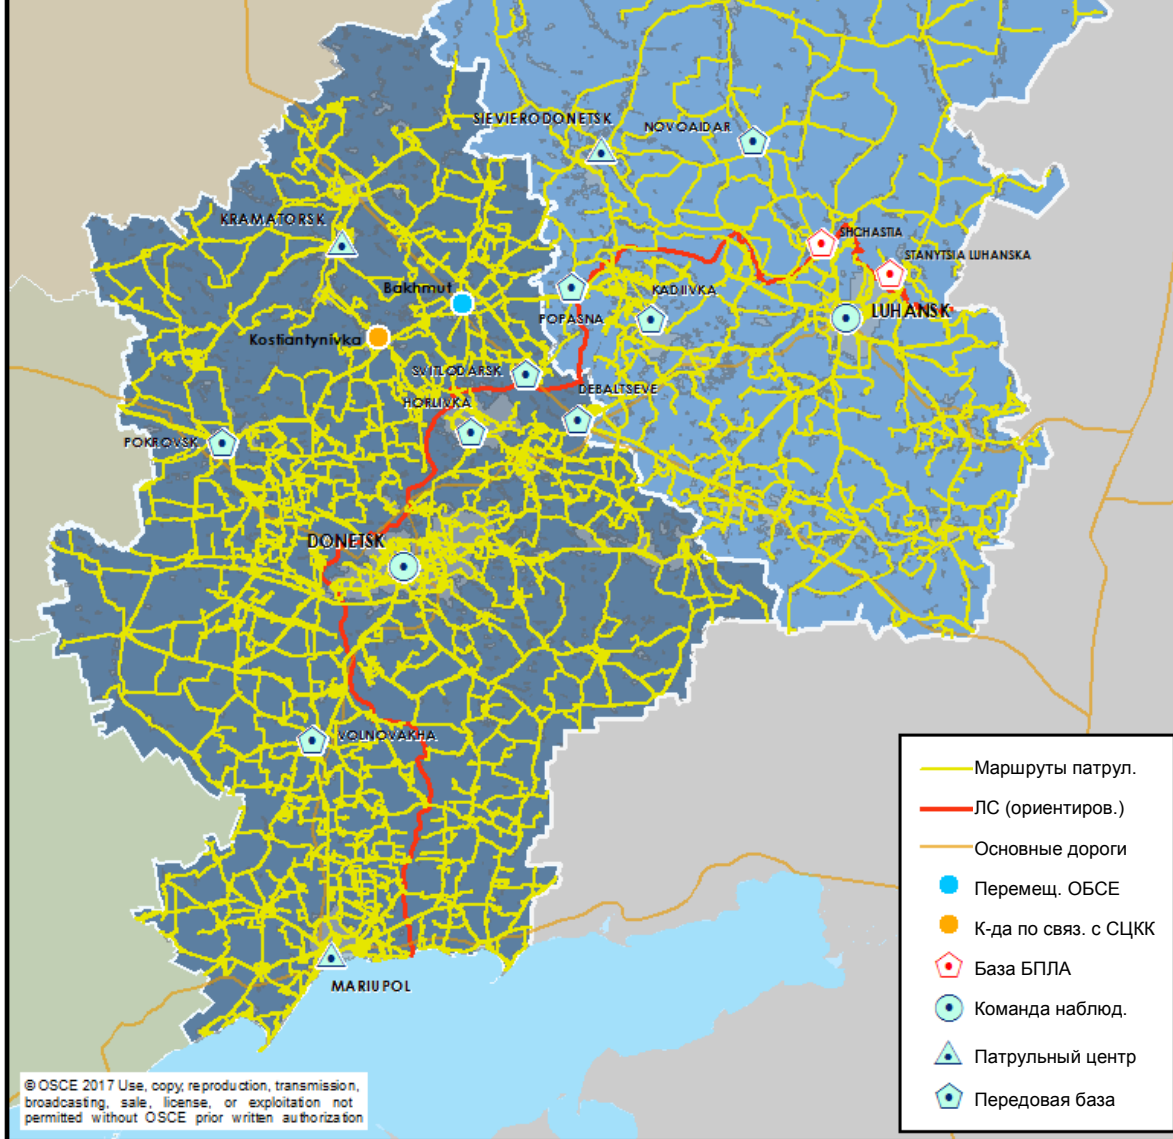 SIEVIERODONETSK
NOVOAIDAR
KRAMATORSK
SHCHASTIA
STANYTSIA LUHANSKA
Bakhmut
KADIIVKA
LUHANSK
POPASNA
Kostiantynivka
SVITLODARSK
DEBALTSEVE
HORLIVKA
POKROVSK
DONETSK
VOLNOVAKHA
MARIUPOL
Маршруты патрул.
ЛС (ориентиров.)
Основные дороги
Перемещ. ОБСЕ
К-да по связ. с СЦКК
База БПЛА
Команда наблюд.
Патрульный центр
Передовая база
© OSCE 2017 Use, copy, reproduction, transmission,
broadcasting, sale, license, or exploitation not
permitted without OSCE prior written authorization